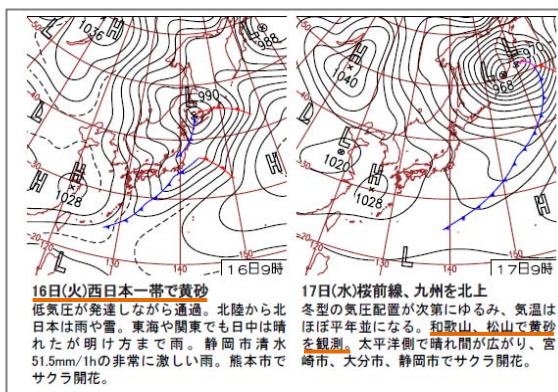 1036
H
988
L
990
H
1028
L
20
130
140
150
16日9時
H
1040
970
L
968
L
1020
H
1028
L
20
130
140
150
17日9時
16日(火)西日本一帯で黄砂
低気圧が発達しながら通過。北陸から北
日本は雨や雪。東海や関東でも日中は晴
れたが明け方まで雨。静岡市清水
51.5mm/1hの非常に激しい雨。熊本市で
サクラ開花。
17日(水)桜前線、九州を北上
冬型の気圧配置が次第にゆるみ、気温は
ほぼ平年並になる。和歌山、松山で黄砂
を観測。太平洋側で晴れ間が広がり、宮
崎市、大分市、静岡市でサクラ開花。